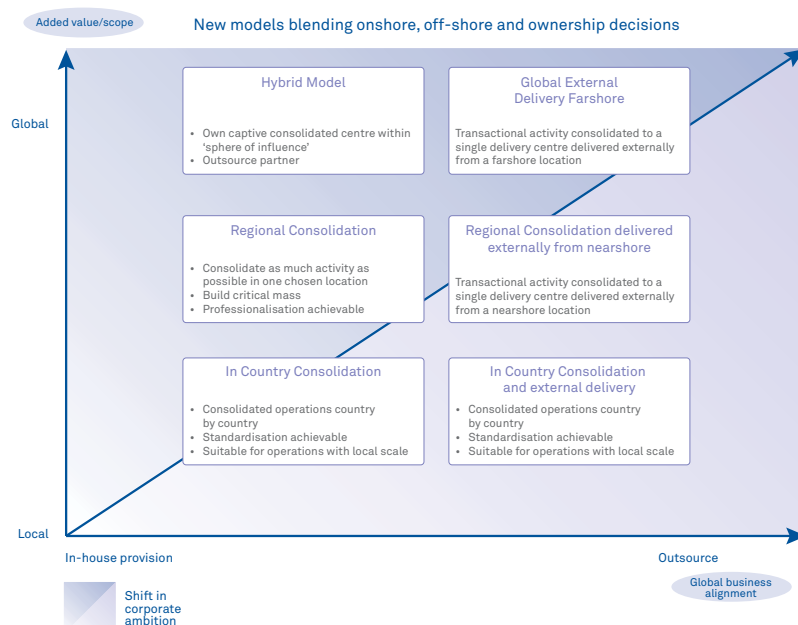 Added value/scope
New models blending onshore, off-shore and ownership decisions
Global
Hybrid Model
• Own captive consolidated centre within
'sphere of influence'
• Outsource partner
Global External
Delivery Farshore
Transactional activity consolidated to a
single delivery centre delivered externally
from a farshore location
Regional Consolidation
• Consolidate as much activity as
possible in one chosen location
• Build critical mass
• Professionalisation achievable
Regional Consolidation delivered
externally from nearshore
Transactional activity consolidated to a
single delivery centre delivered externally
from a nearshore location
In Country Consolidation
• Consolidated operations country
by country
• Standardisation achievable
• Suitable for operations with local scale
In Country Consolidation
and external delivery
• Consolidated operations country
by country
• Standardisation achievable
• Suitable for operations with local scale
Local
In-house provision
Outsource
Global business
alignment
Shift in
corporate
ambition